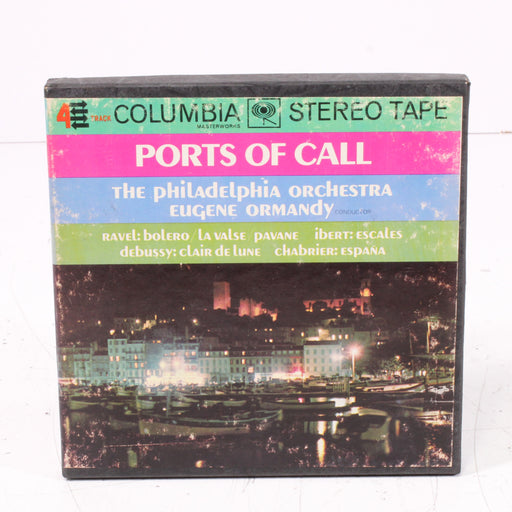 4 TRACK COLUMBIA STEREO TAPE
MASTERWORKS
PORTS OF CALL
THE PHILADELPHIA ORCHESTRA
EUGENE ORMANDY CONDUCTOR
RAVEL: BOLERO / LA VALSE / PAVANE IBERT: ESCALES
DEBUSSY: CLAIR DE LUNE CHABRIER: ESPAÑA